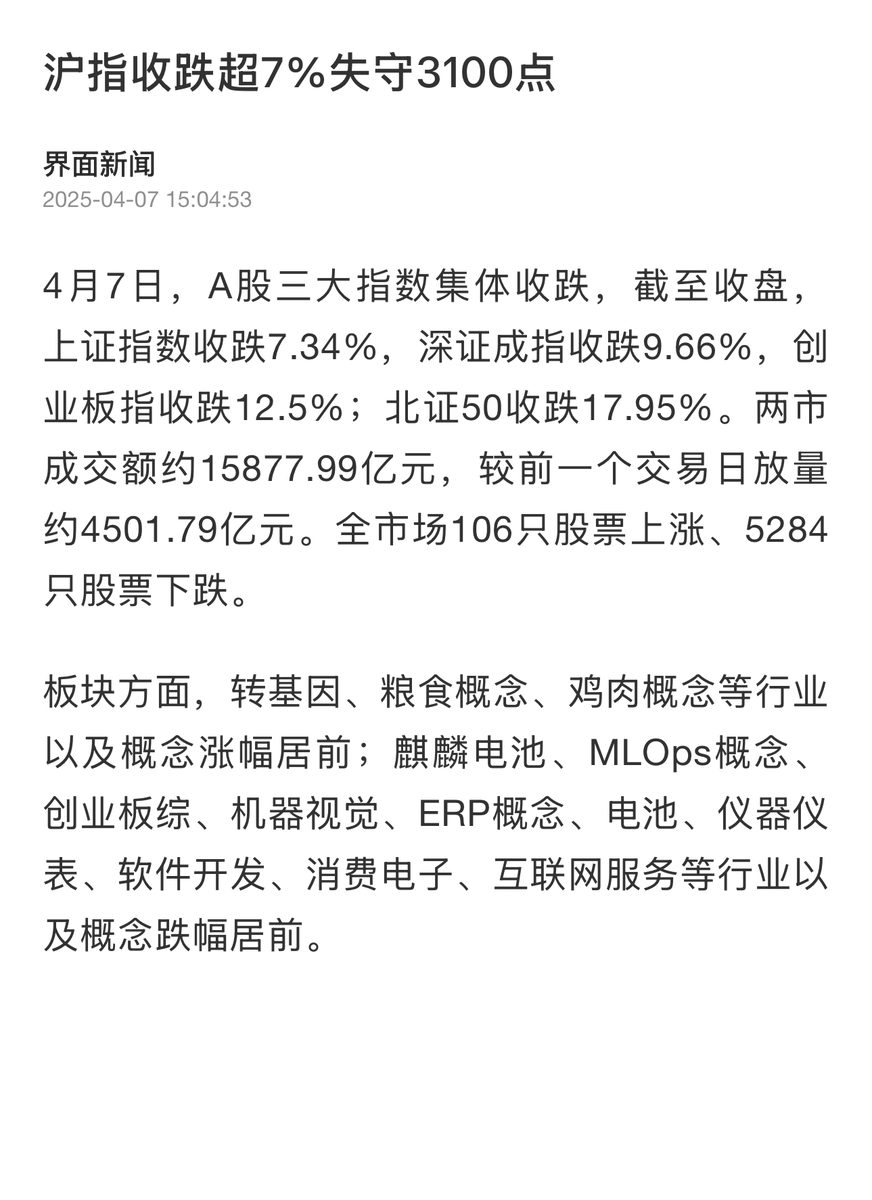 沪指收跌超7%失守3100点
界面新闻
2025-04-07 15:04:53
4月7日，A股三大指数集体收跌，截至收盘，
上证指数收跌7.34%，深证成指收跌9.66%，创
业板指收跌12.5%；北证50收跌17.95%。两市
成交额约15877.99亿元，较前一个交易日放量
约4501.79亿元。全市场106只股票上涨、5284
只股票下跌。
板块方面，转基因、粮食概念、鸡肉概念等行业
以及概念涨幅居前；麒麟电池、MLOps概念、
创业板综、机器视觉、ERP概念、电池、仪器仪
表、软件开发、消费电子、互联网服务等行业以
及概念跌幅居前。